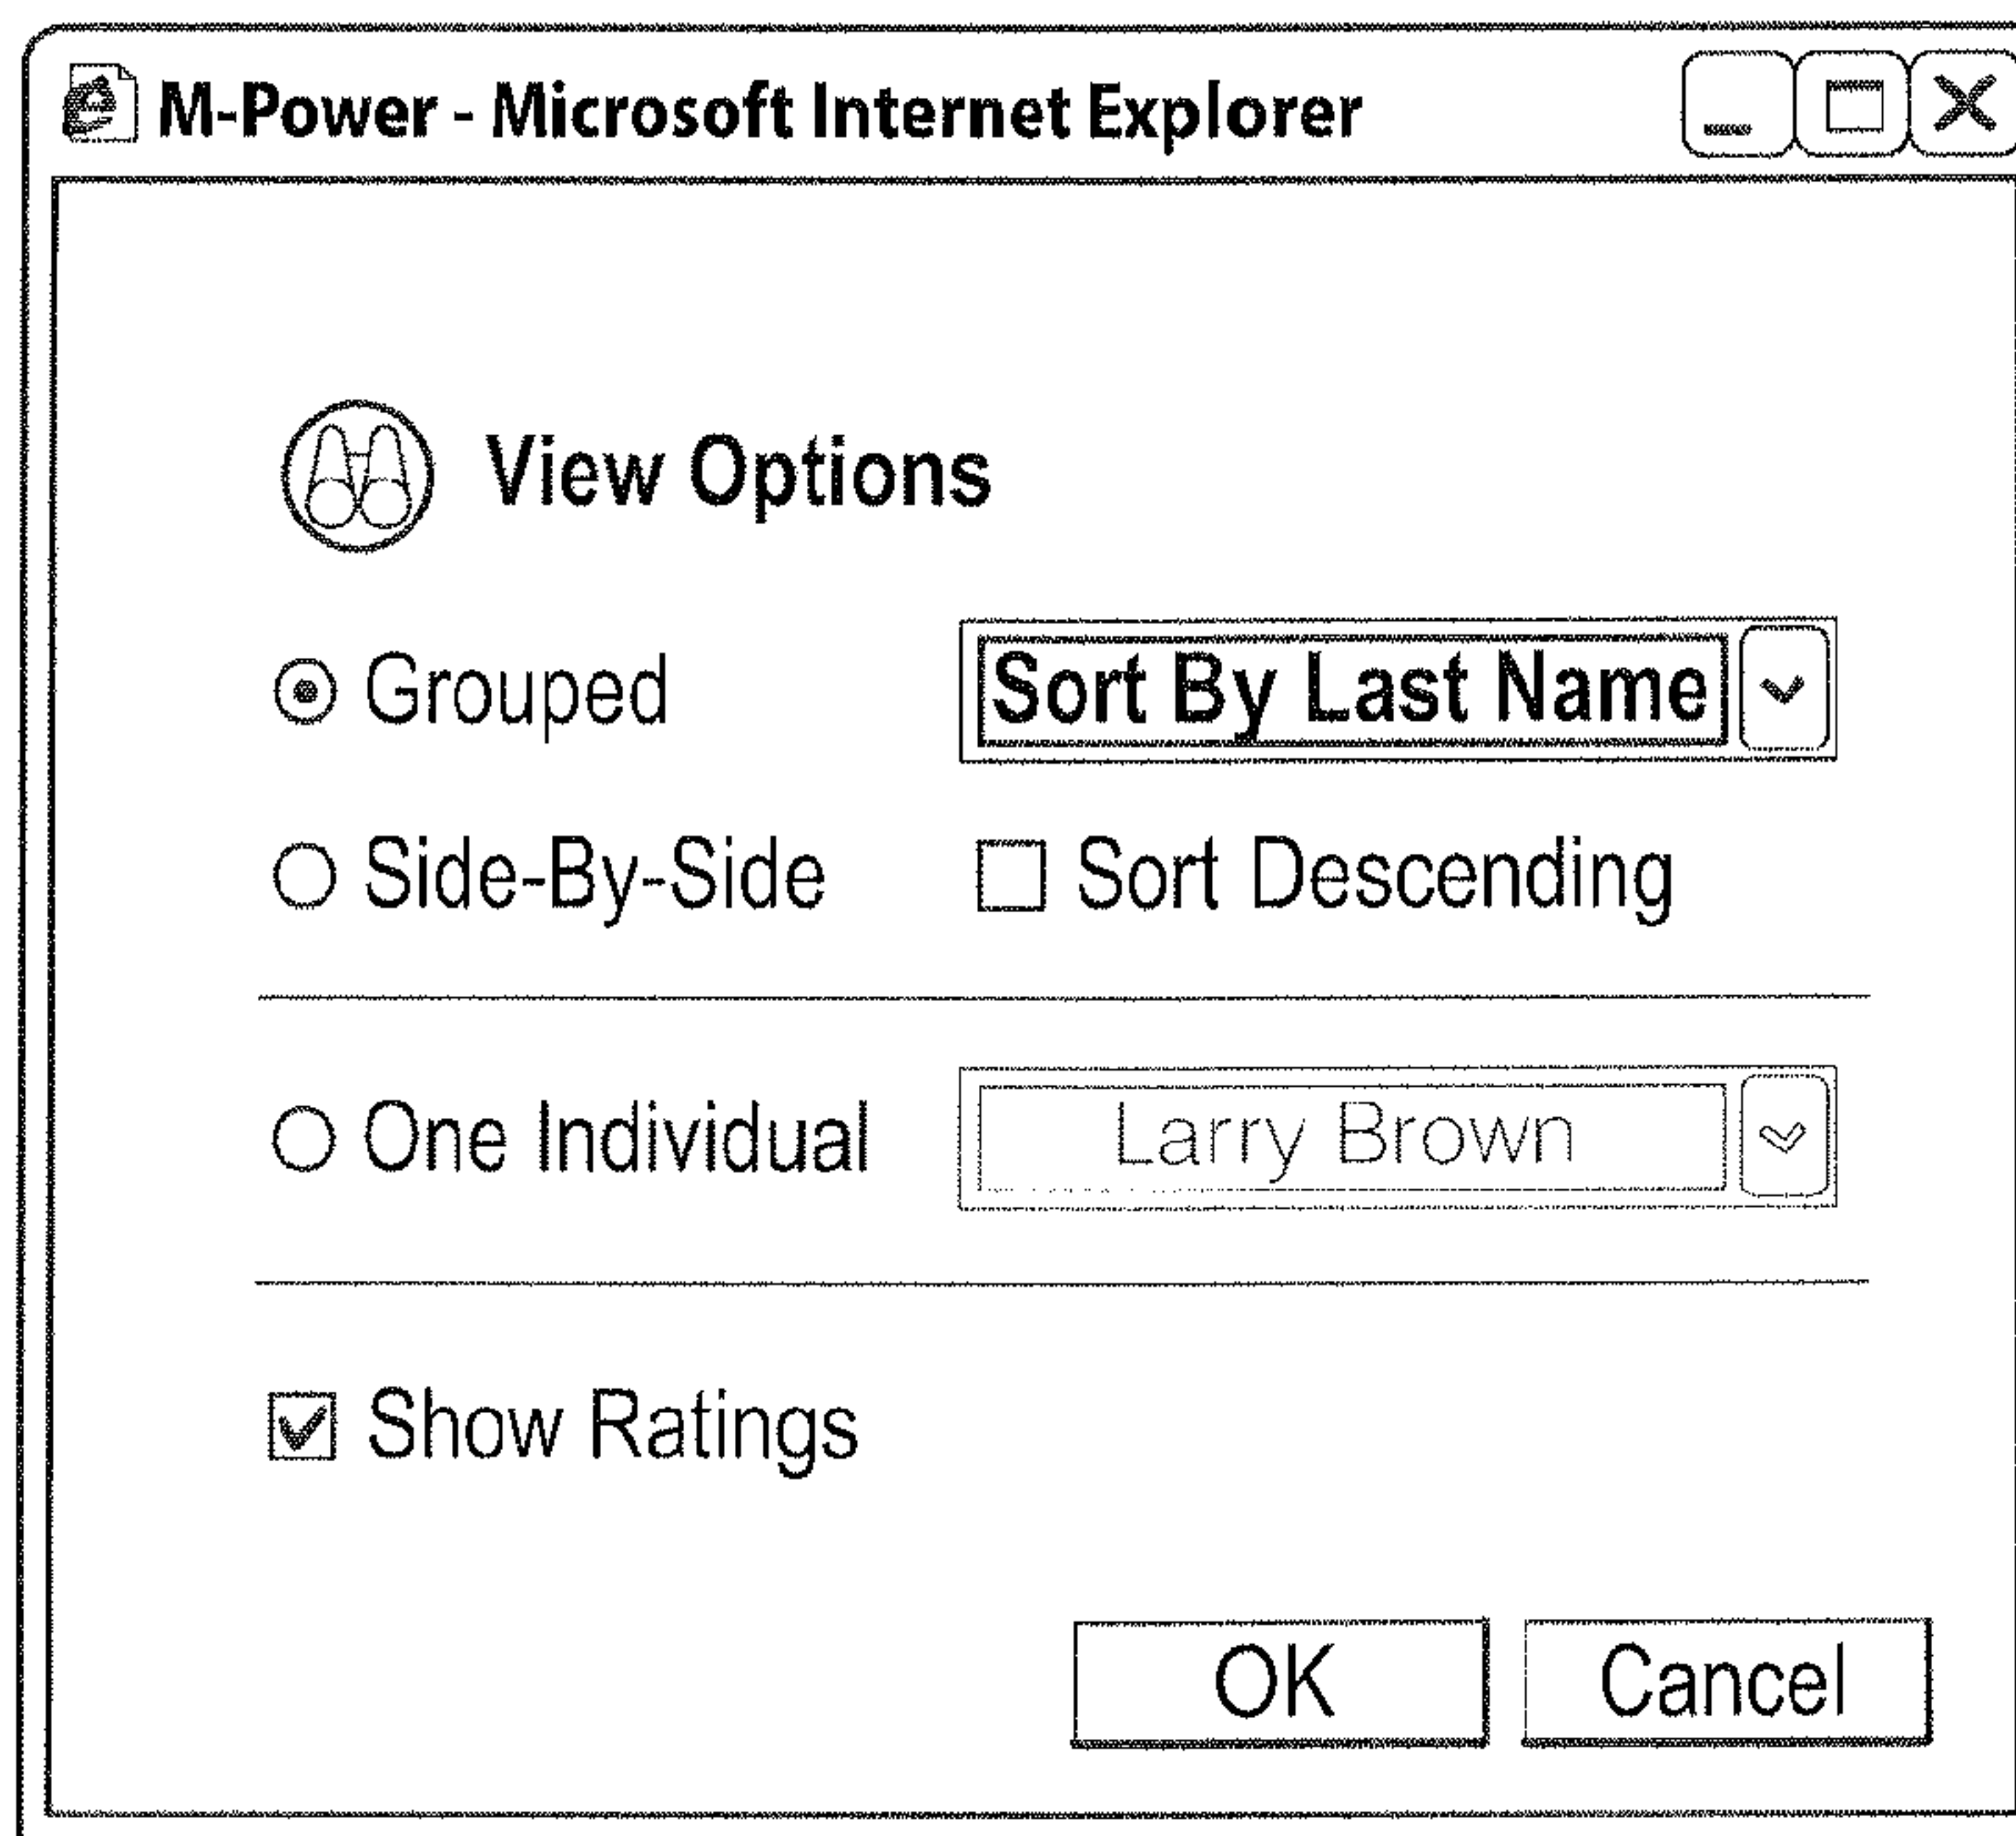 M-Power - Microsoft Internet Explorer
View Options
Grouped Sort By Last Name
Side-By-Side Sort Descending
One Individual Larry Brown
Show Ratings
OK Cancel